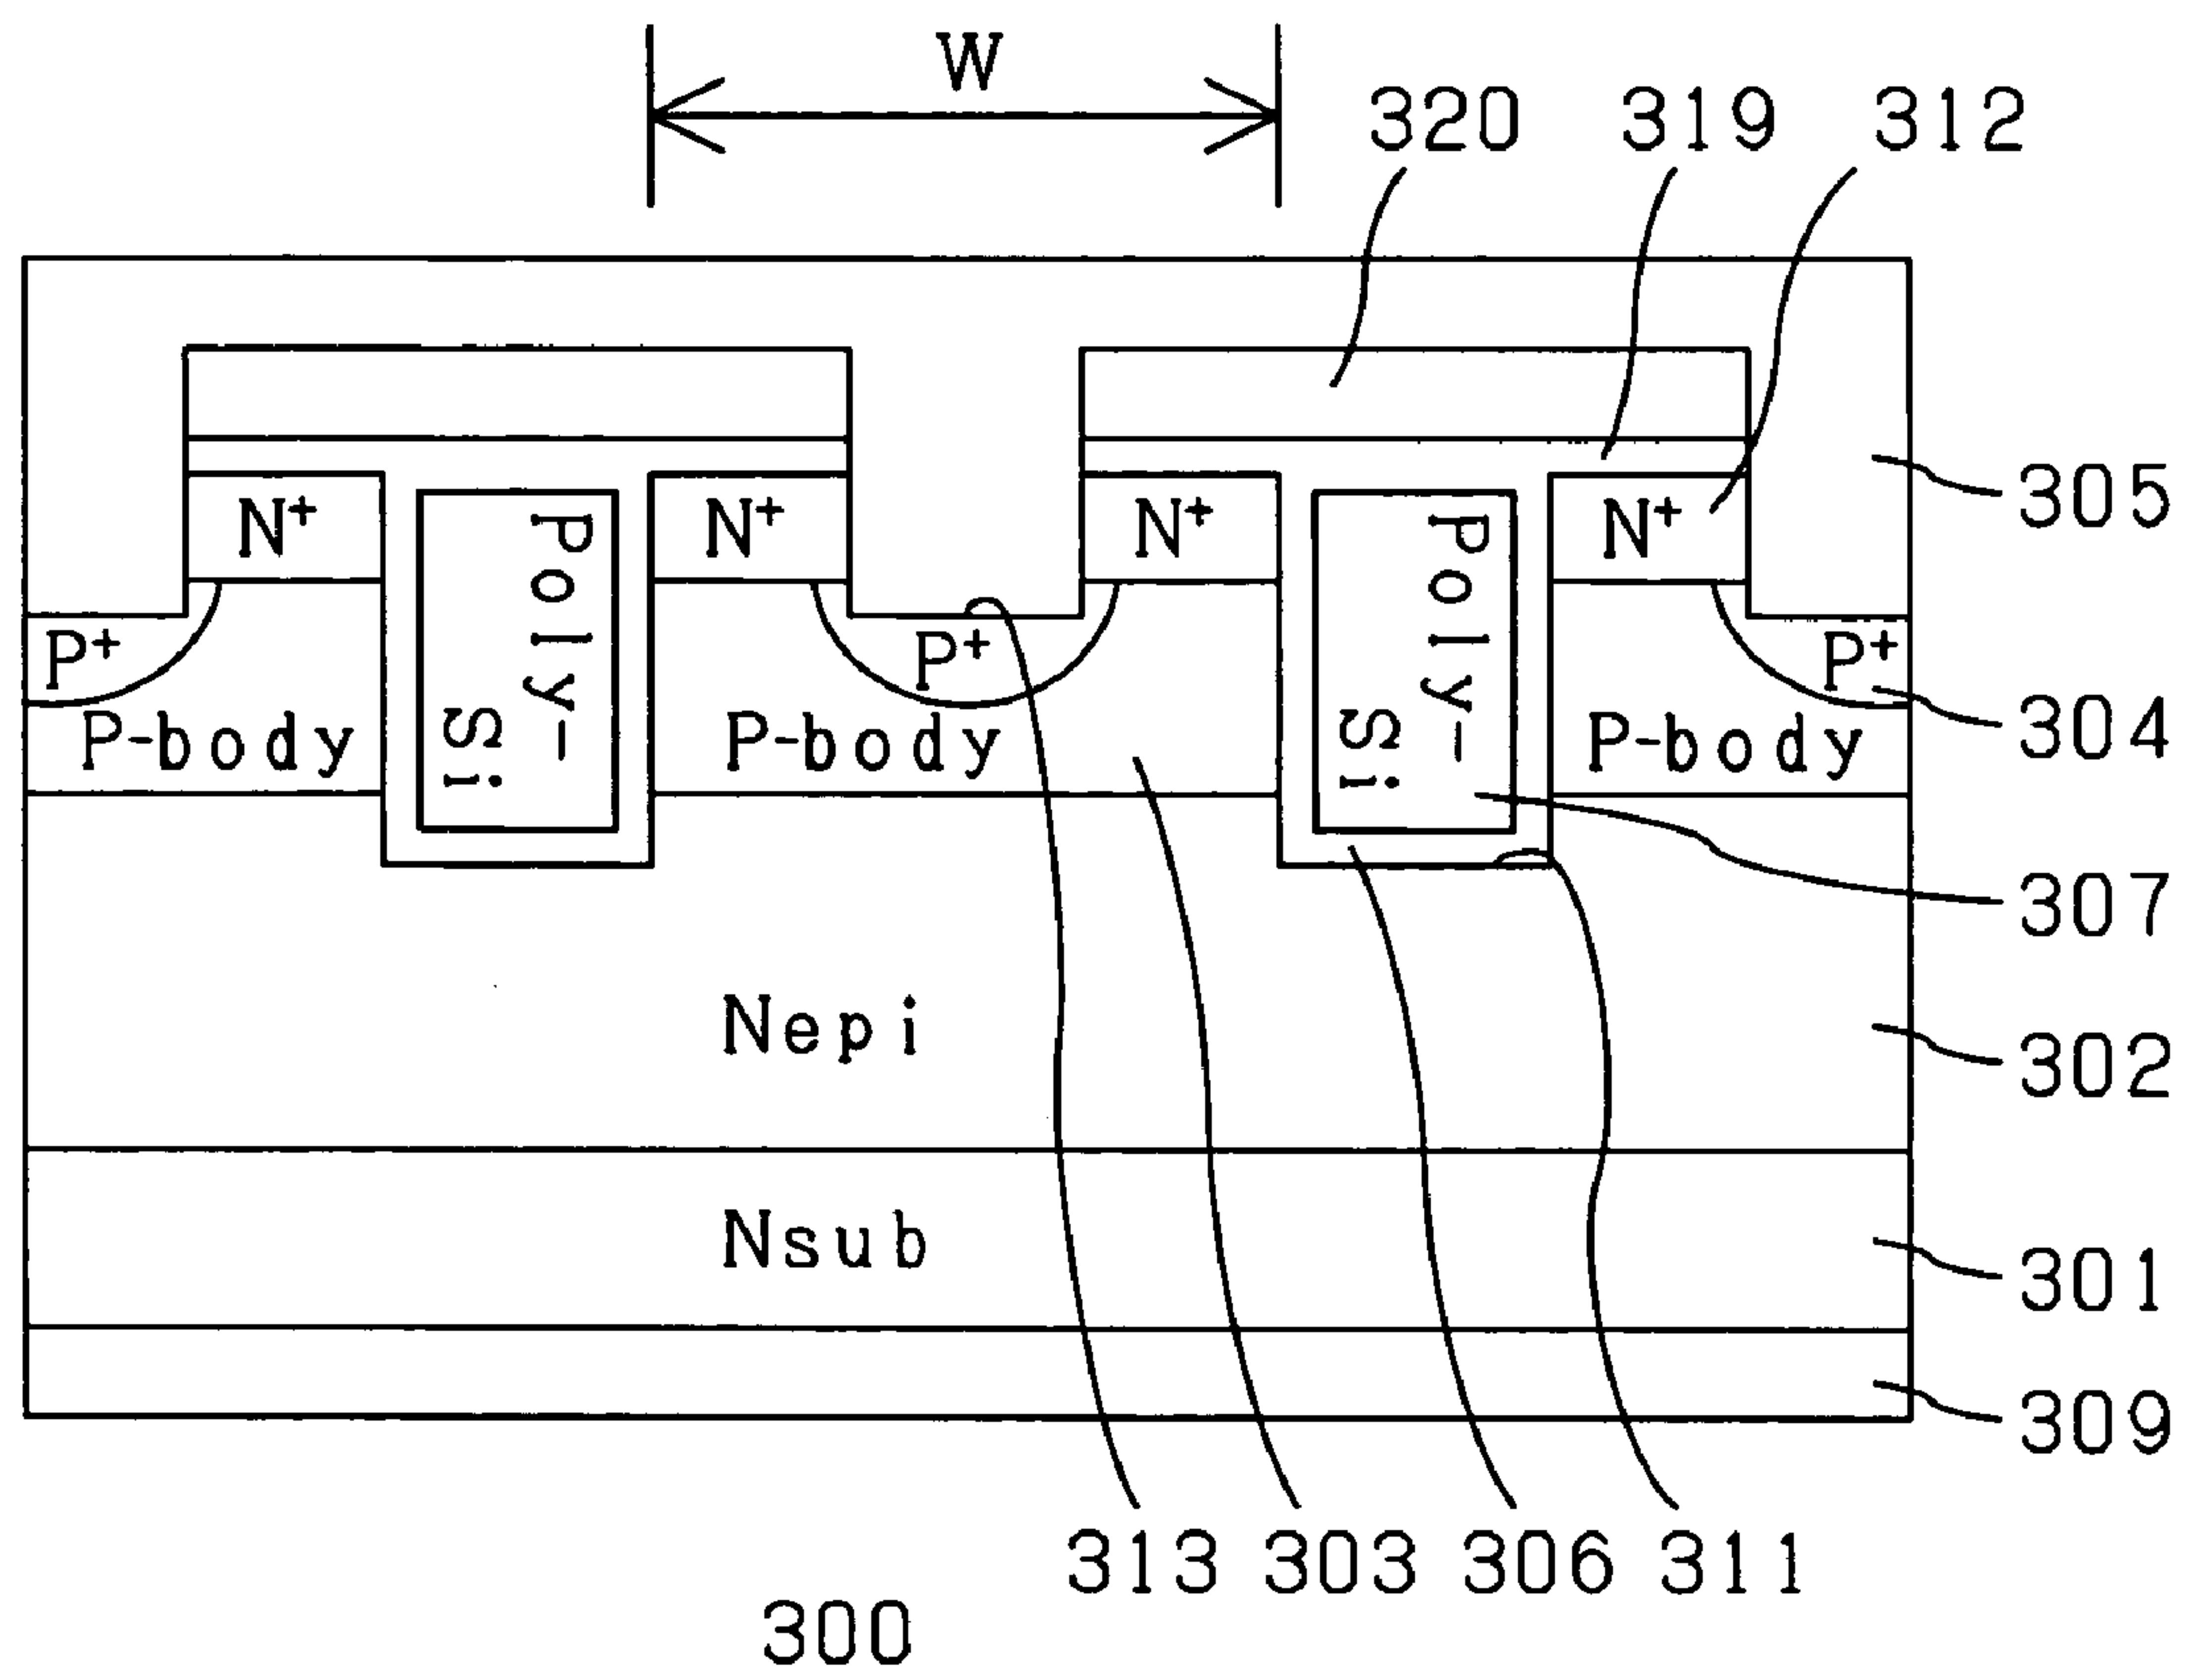 W
320 319 312
N+ N+ N+ N+
305
Poly-
Si
Poly-
Si
P+ P+ P+
304
P-body P-body P-body
307
Nepi
302
Nsub
301
309
313 303 306 311
300